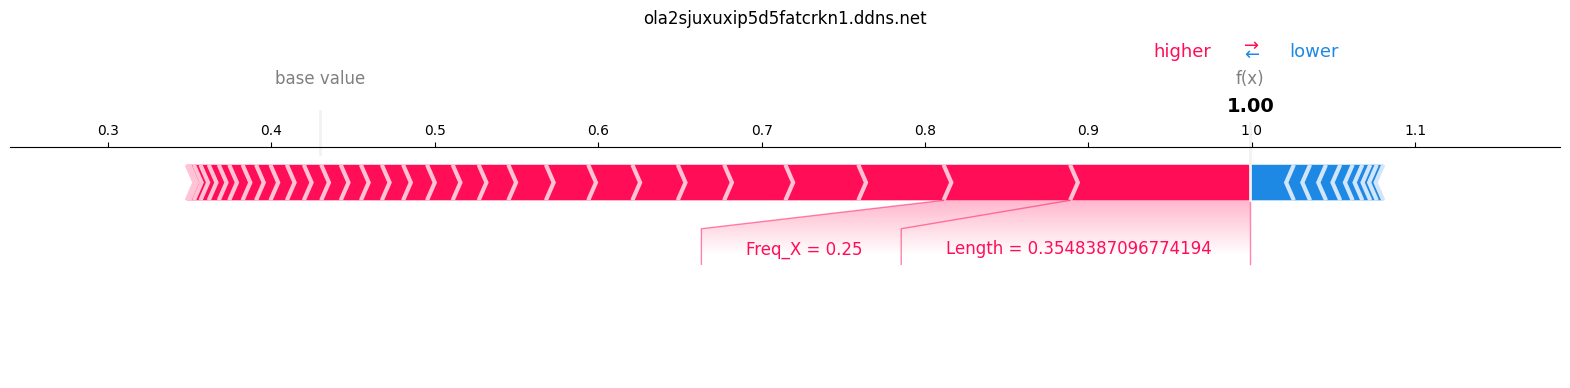 ola2sjuxuxip5d5fatcrkn1.ddns.net
higher ⇄ lower
base value f(x)
1.00
0.3 0.4 0.5 0.6 0.7 0.8 0.9 1.0 1.1
Freq_X = 0.25 Length = 0.3548387096774194